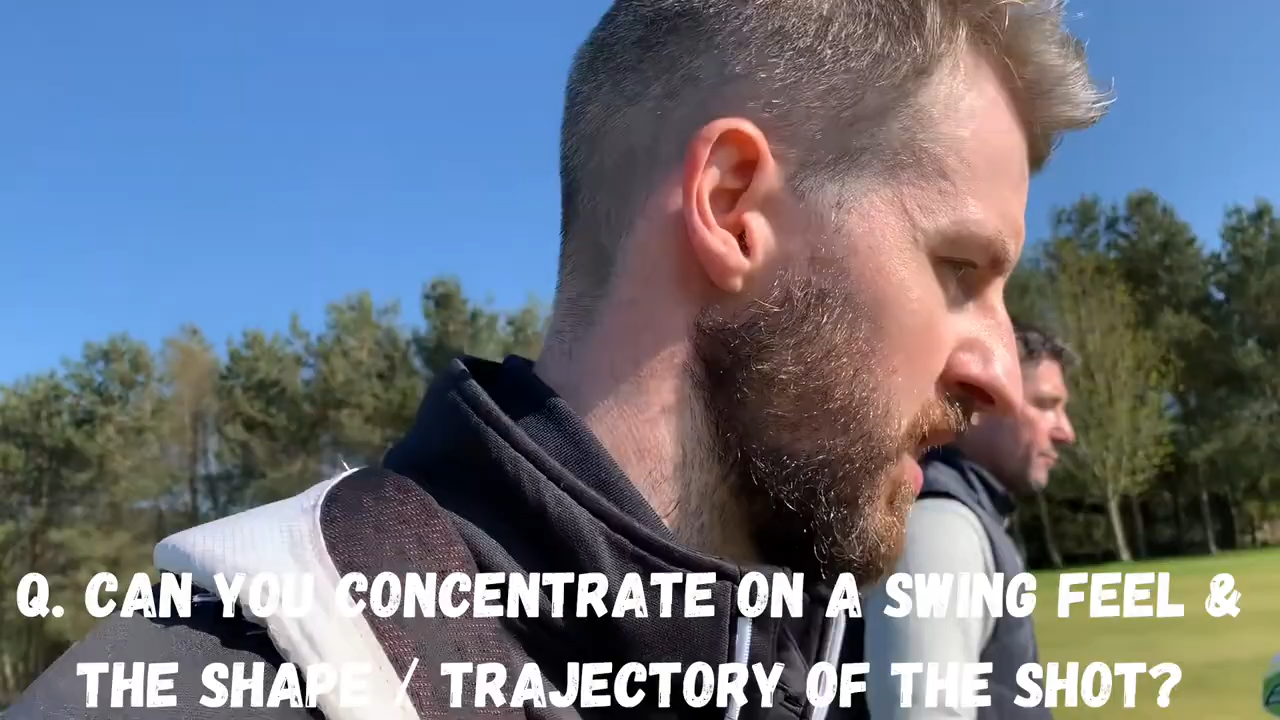 Q. CAN YOU CONCENTRATE ON A SWING FEEL &
THE SHAPE / TRAJECTORY OF THE SHOT?